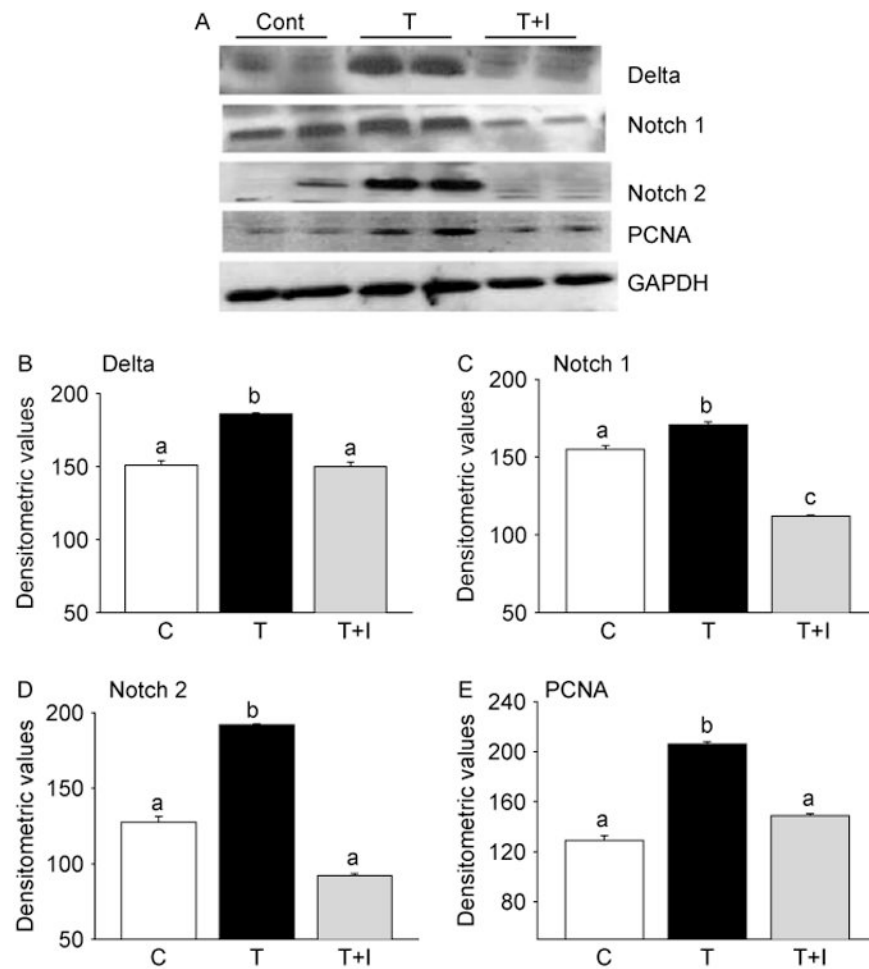 A Cont T T+I
Delta
Notch 1
Notch 2
PCNA
GAPDH
B Delta
Densitometric values
200
150
100
50
a
b
a
C T T+I
C Notch 1
Densitometric values
200
150
100
50
a
b
c
C T T+I
D Notch 2
Densitometric values
200
150
100
50
a
b
a
C T T+I
E PCNA
Densitometric values
240
200
160
120
80
a
b
a
C T T+I